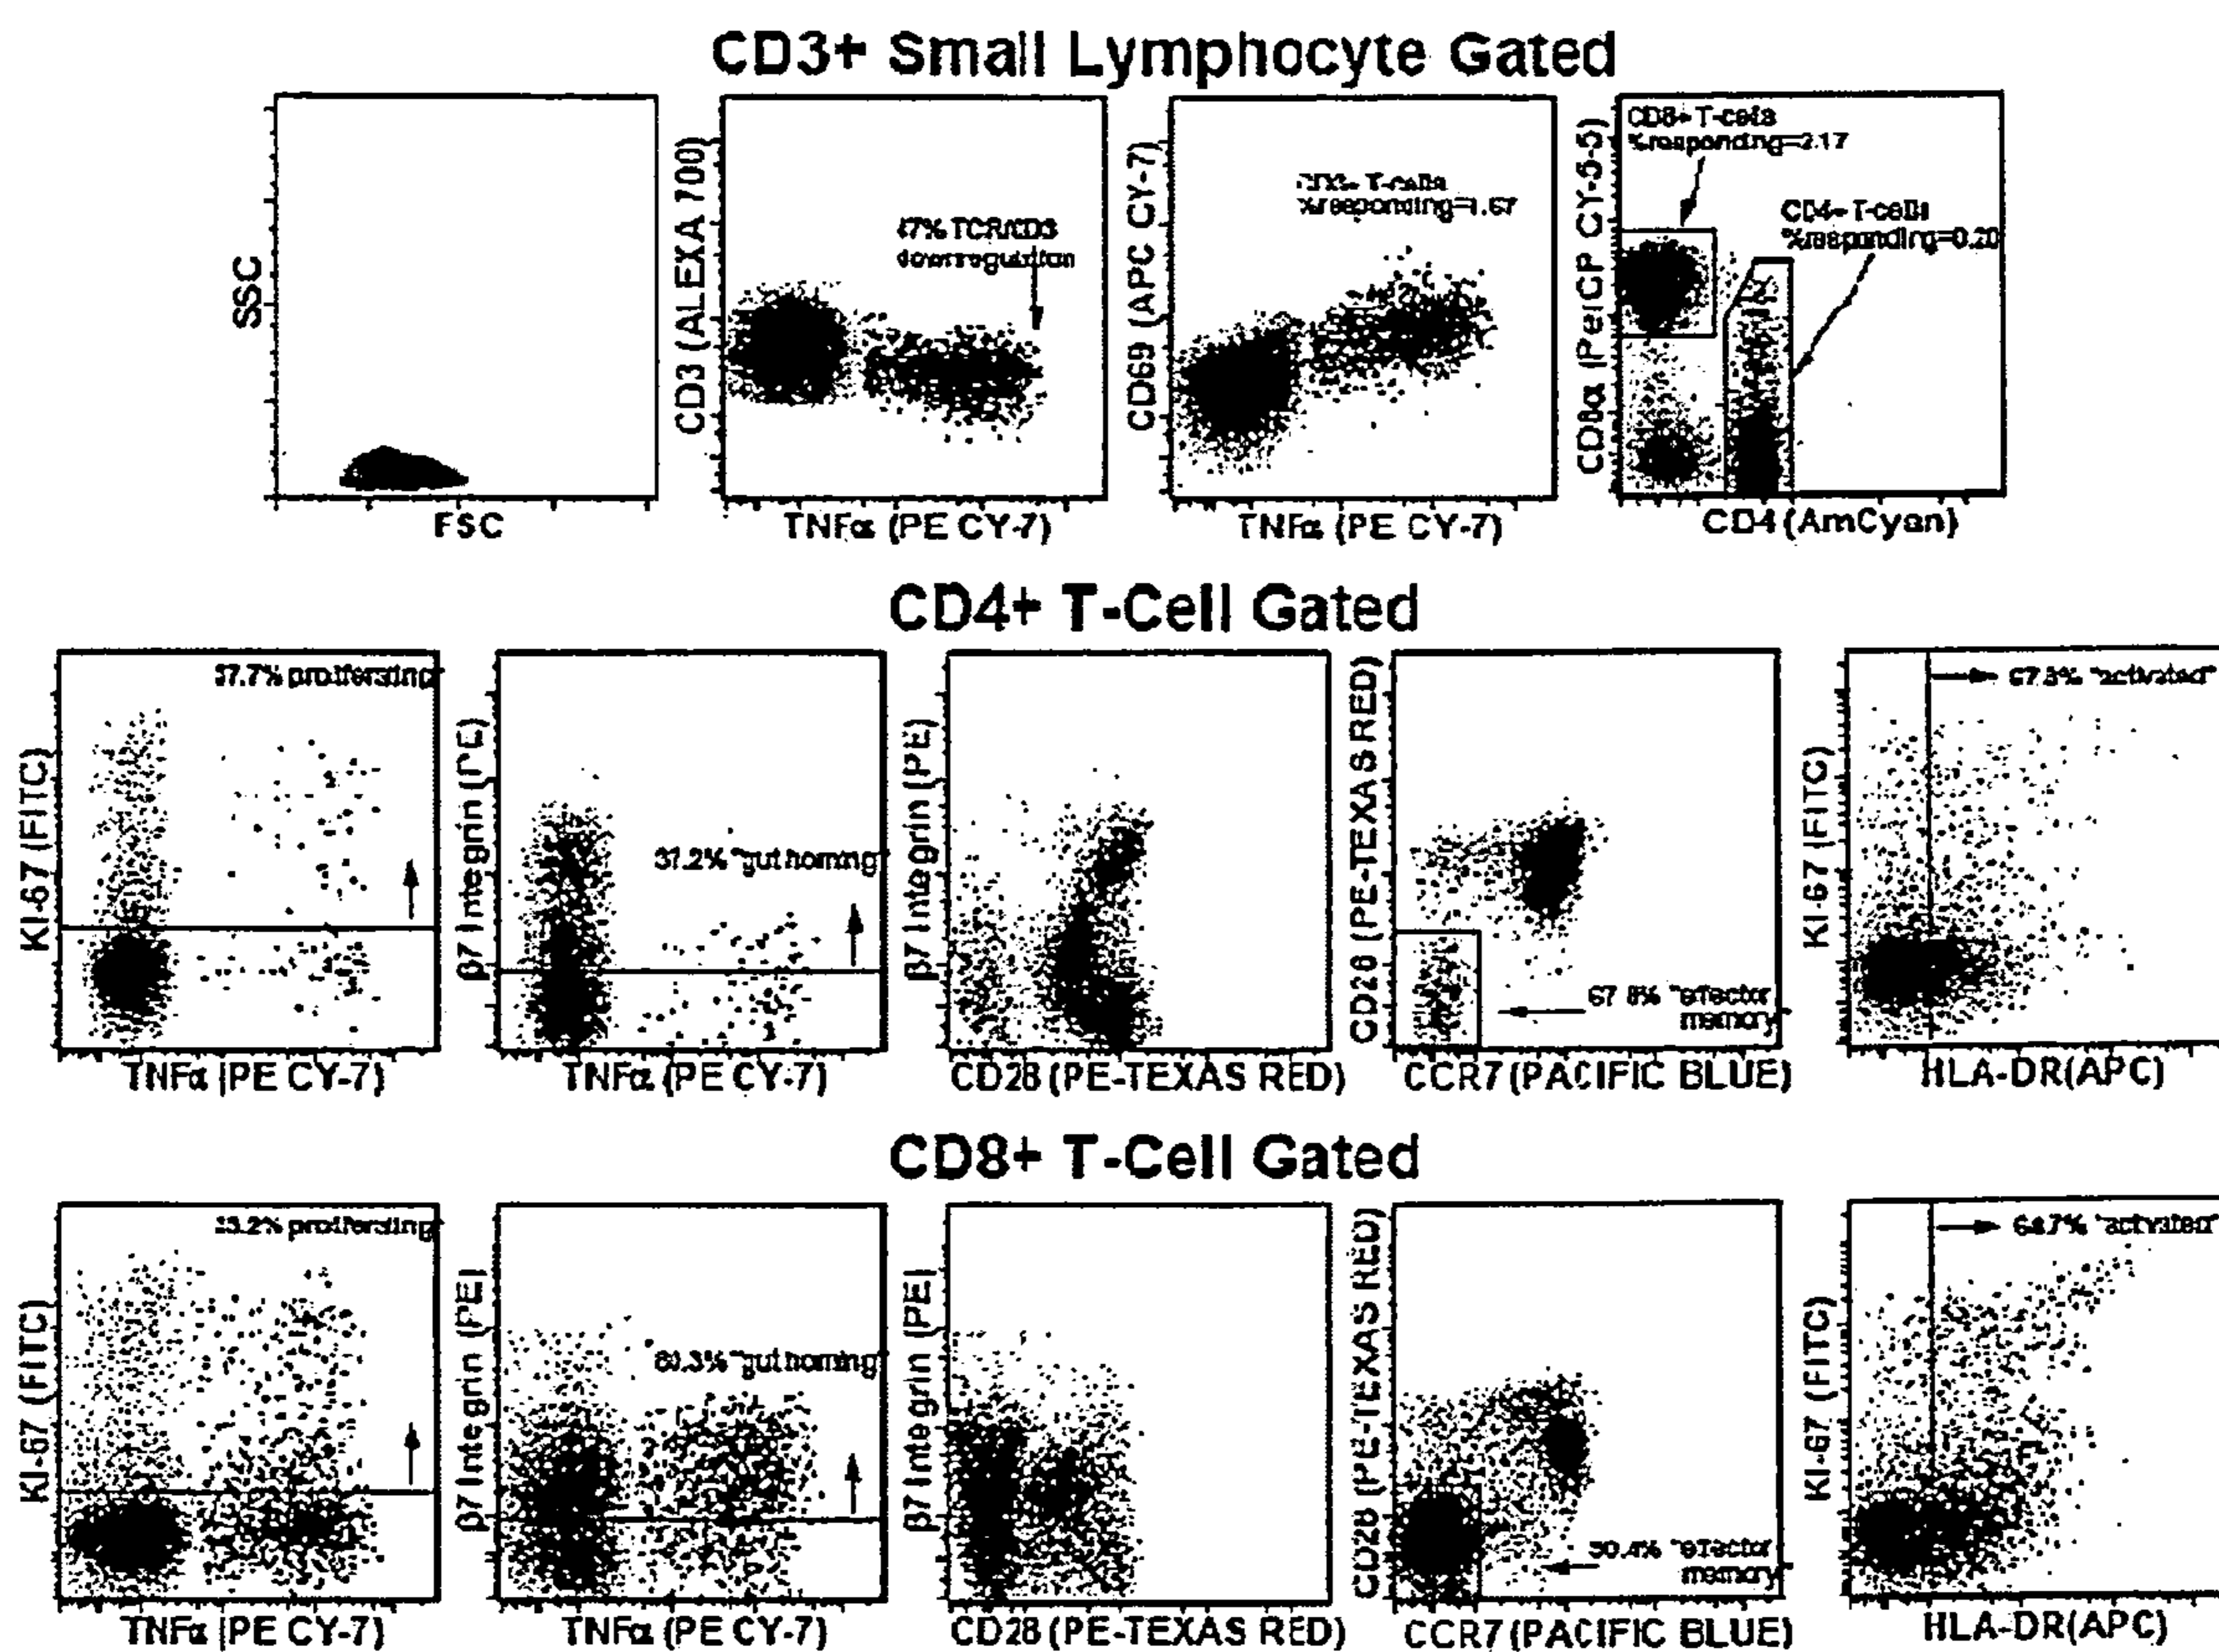 CD3+ Small Lymphocyte Gated
SSC
FSC
CD3 (ALEXA 700)
TCR/CD3
downregulation
TNFα (PE CY-7)
CD69 (APC CY-7)
T-cells
%responding=1.67
TNFα (PE CY-7)
CD8α (PerCP CY-5-5)
CD8+ T-cells
%responding=2.17
CD4+ T-cells
%responding=0.20
CD4 (AmCyan)
CD4+ T-Cell Gated
KI-67 (FITC)
proliferating
TNFα (PE CY-7)
β7 Integrin (PE)
37.2% "gut homing"
TNFα (PE CY-7)
β7 Integrin (PE)
CD28 (PE-TEXAS RED)
CD28 (PE-TEXAS RED)
"effector
memory"
CCR7 (PACIFIC BLUE)
KI-67 (FITC)
"activated"
HLA-DR(APC)
CD8+ T-Cell Gated
KI-67 (FITC)
proliferating
TNFα (PE CY-7)
β7 Integrin (PE)
"gut homing"
TNFα (PE CY-7)
β7 Integrin (PE)
CD28 (PE-TEXAS RED)
CD28 (PE-TEXAS RED)
"effector
memory"
CCR7 (PACIFIC BLUE)
KI-67 (FITC)
"activated"
HLA-DR(APC)